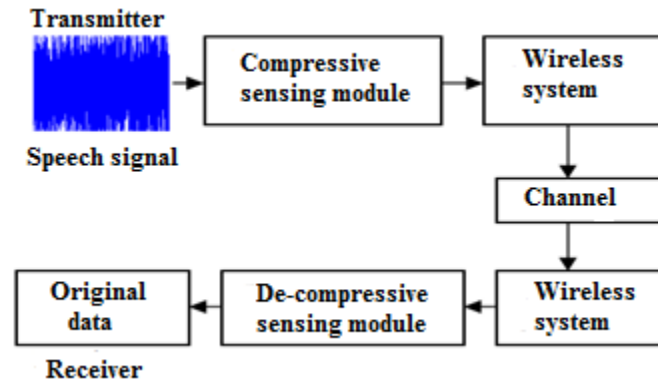 Transmitter
Speech signal
Compressive
sensing module
Wireless
system
Channel
Wireless
system
De-compressive
sensing module
Original
data
Receiver